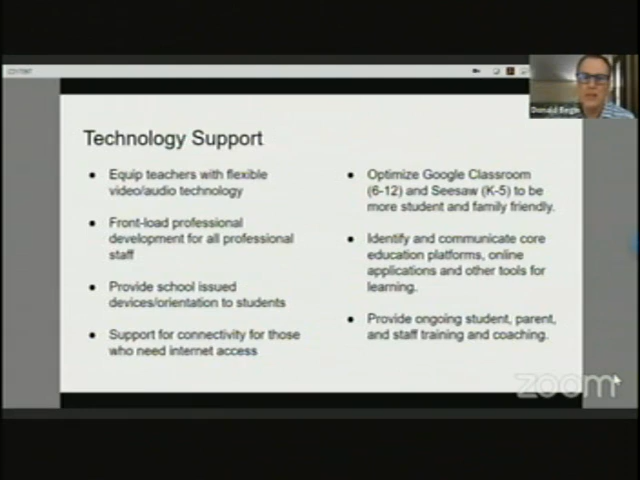 Technology Support
Equip teachers with flexible
video/audio technology
Front-load professional
development for all professional
staff
Provide school issued
devices/orientation to students
Support for connectivity for those
who need internet access
Optimize Google Classroom
(6-12) and Seesaw (K-5) to be
more student and family friendly.
Identify and communicate core
education platforms, online
applications and other tools for
learning.
Provide ongoing student, parent,
and staff training and coaching.
Donald
zoom